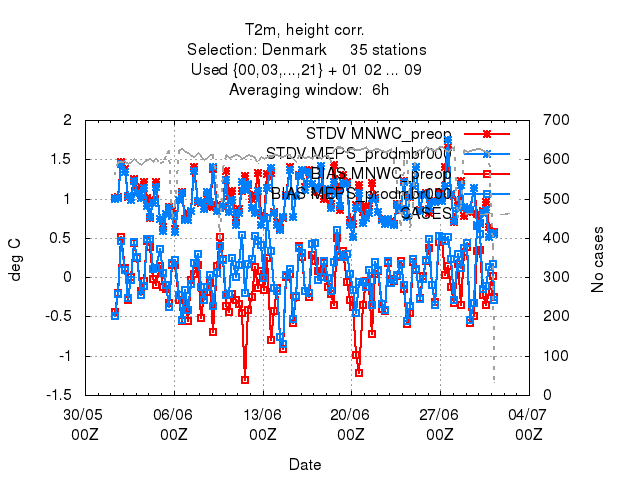 T2m, height corr.
Selection: Denmark 35 stations
Used {00,03,...,21} + 01 02 ... 09
Averaging window: 6h
STDV MNWC_preop
STDV MEPS_prodmbr000
BIAS MNWC_preop
BIAS MEPS_prodmbr000
CASES
deg C
2
1.5
1
0.5
0
-0.5
-1
-1.5
No cases
700
600
500
400
300
200
100
0
30/05 06/06 13/06 20/06 27/06 04/07
00Z 00Z 00Z 00Z 00Z 00Z
Date